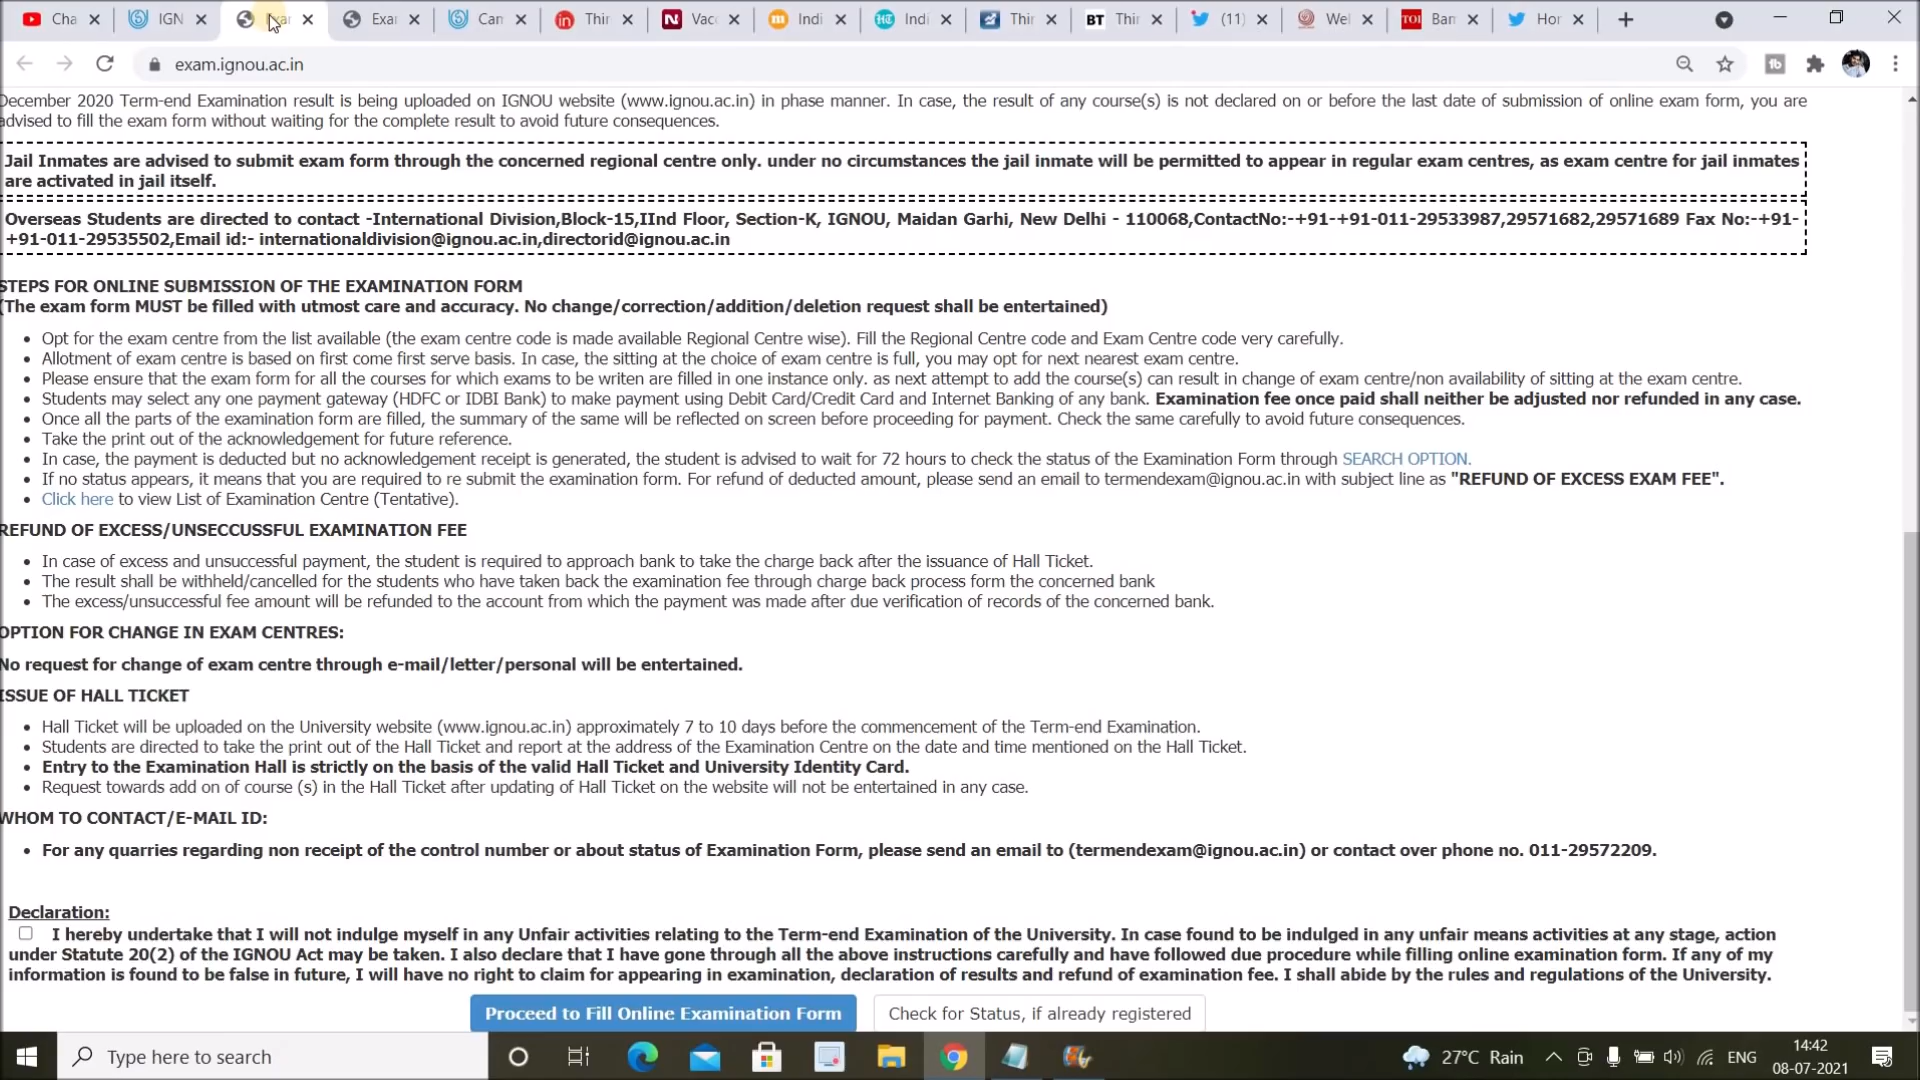 Cha
IGN
Exar
Exar
Can
Thir
Vacc
Indi
Indi
Thir
BT Thir
(11)
Wel
TOI Ban
Hor
exam.ignou.ac.in
December 2020 Term-end Examination result is being uploaded on IGNOU website (www.ignou.ac.in) in phase manner. In case, the result of any course(s) is not declared on or before the last date of submission of online exam form, you are
advised to fill the exam form without waiting for the complete result to avoid future consequences.
Jail Inmates are advised to submit exam form through the concerned regional centre only. under no circumstances the jail inmate will be permitted to appear in regular exam centres, as exam centre for jail inmates
are activated in jail itself.
Overseas Students are directed to contact -International Division,Block-15,IInd Floor, Section-K, IGNOU, Maidan Garhi, New Delhi - 110068,ContactNo:-+91-+91-011-29533987,29571682,29571689 Fax No:-+91-
+91-011-29535502,Email id:- internationaldivision@ignou.ac.in,directorid@ignou.ac.in
STEPS FOR ONLINE SUBMISSION OF THE EXAMINATION FORM
(The exam form MUST be filled with utmost care and accuracy. No change/correction/addition/deletion request shall be entertained)
• Opt for the exam centre from the list available (the exam centre code is made available Regional Centre wise). Fill the Regional Centre code and Exam Centre code very carefully.
• Allotment of exam centre is based on first come first serve basis. In case, the sitting at the choice of exam centre is full, you may opt for next nearest exam centre.
• Please ensure that the exam form for all the courses for which exams to be writen are filled in one instance only. as next attempt to add the course(s) can result in change of exam centre/non availability of sitting at the exam centre.
• Students may select any one payment gateway (HDFC or IDBI Bank) to make payment using Debit Card/Credit Card and Internet Banking of any bank. Examination fee once paid shall neither be adjusted nor refunded in any case.
• Once all the parts of the examination form are filled, the summary of the same will be reflected on screen before proceeding for payment. Check the same carefully to avoid future consequences.
• Take the print out of the acknowledgement for future reference.
• In case, the payment is deducted but no acknowledgement receipt is generated, the student is advised to wait for 72 hours to check the status of the Examination Form through SEARCH OPTION.
• If no status appears, it means that you are required to re submit the examination form. For refund of deducted amount, please send an email to termendexam@ignou.ac.in with subject line as "REFUND OF EXCESS EXAM FEE".
• Click here to view List of Examination Centre (Tentative).
REFUND OF EXCESS/UNSECCUSSFUL EXAMINATION FEE
• In case of excess and unsuccessful payment, the student is required to approach bank to take the charge back after the issuance of Hall Ticket.
• The result shall be withheld/cancelled for the students who have taken back the examination fee through charge back process form the concerned bank
• The excess/unsuccessful fee amount will be refunded to the account from which the payment was made after due verification of records of the concerned bank.
OPTION FOR CHANGE IN EXAM CENTRES:
No request for change of exam centre through e-mail/letter/personal will be entertained.
ISSUE OF HALL TICKET
• Hall Ticket will be uploaded on the University website (www.ignou.ac.in) approximately 7 to 10 days before the commencement of the Term-end Examination.
• Students are directed to take the print out of the Hall Ticket and report at the address of the Examination Centre on the date and time mentioned on the Hall Ticket.
• Entry to the Examination Hall is strictly on the basis of the valid Hall Ticket and University Identity Card.
• Request towards add on of course (s) in the Hall Ticket after updating of Hall Ticket on the website will not be entertained in any case.
WHOM TO CONTACT/E-MAIL ID:
• For any quarries regarding non receipt of the control number or about status of Examination Form, please send an email to (termendexam@ignou.ac.in) or contact over phone no. 011-29572209.
Declaration:
I hereby undertake that I will not indulge myself in any Unfair activities relating to the Term-end Examination of the University. In case found to be indulged in any unfair means activities at any stage, action
under Statute 20(2) of the IGNOU Act may be taken. I also declare that I have gone through all the above instructions carefully and have followed due procedure while filling online examination form. If any of my
information is found to be false in future, I will have no right to claim for appearing in examination, declaration of results and refund of examination fee. I shall abide by the rules and regulations of the University.
Proceed to Fill Online Examination Form
Check for Status, if already registered
Type here to search
27°C Rain
ENG
14:42
08-07-2021